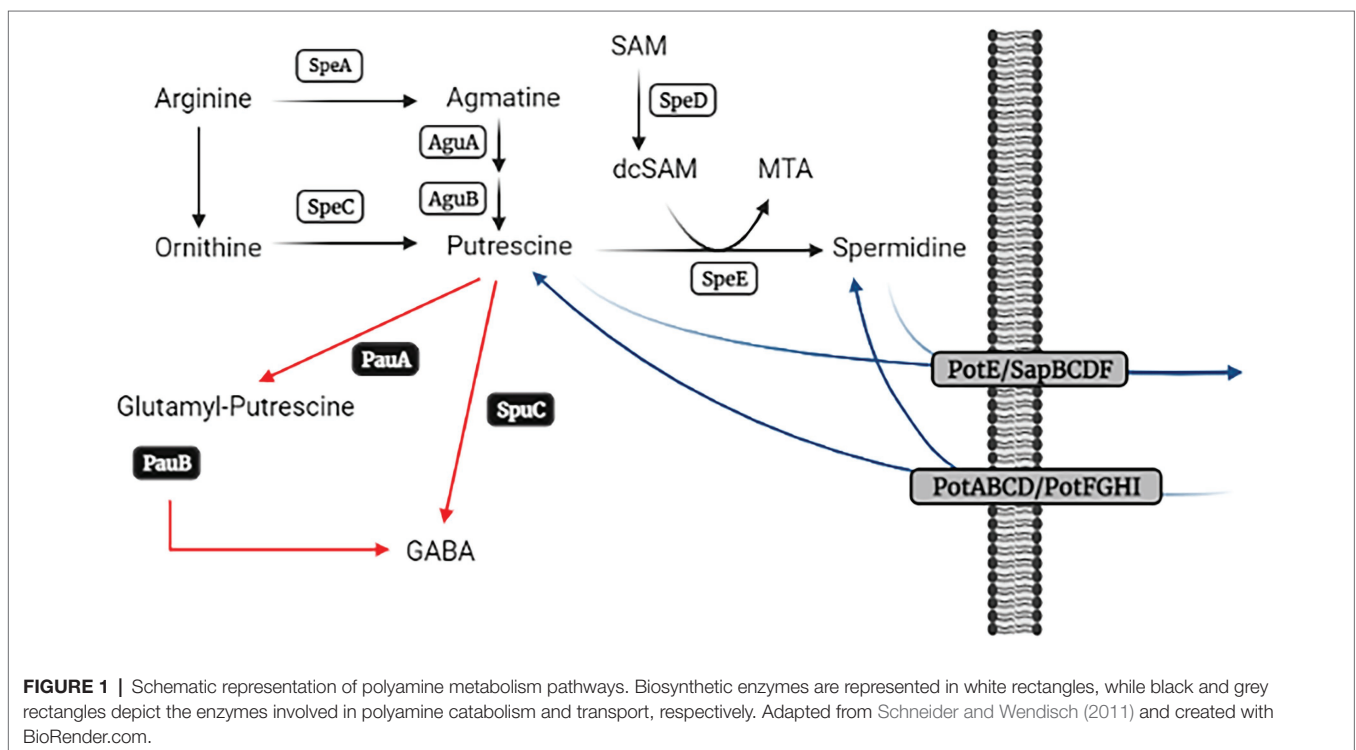 SAM
SpeA
Arginine
Agmatine
SpeD
AguA
dcSAM
MTA
SpeC
AguB
Ornithine
Putrescine
Spermidine
SpeE
PauA
PotE/SapBCDF
Glutamyl-Putrescine
SpuC
PauB
PotABCD/PotFGHI
GABA
FIGURE 1 | Schematic representation of polyamine metabolism pathways. Biosynthetic enzymes are represented in white rectangles, while black and grey
rectangles depict the enzymes involved in polyamine catabolism and transport, respectively. Adapted from Schneider and Wendisch (2011) and created with
BioRender.com.